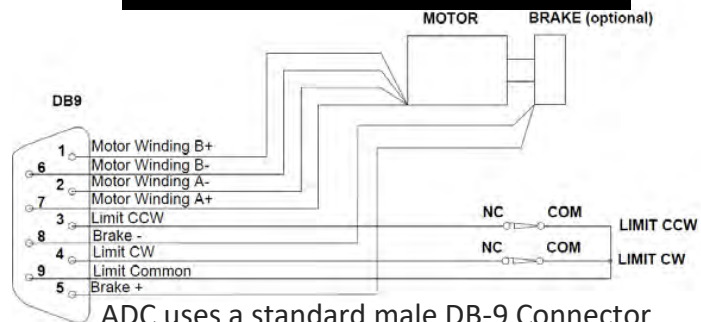 MOTOR
BRAKE (optional)
DB9
1 Motor Winding B+
6 Motor Winding B-
2 Motor Winding A-
7 Motor Winding A+
3 Limit CCW
8 Brake -
4 Limit CW
9 Limit Common
5 Brake +
NC COM LIMIT CCW
NC COM LIMIT CW
ADC uses a standard male DB-9 Connector